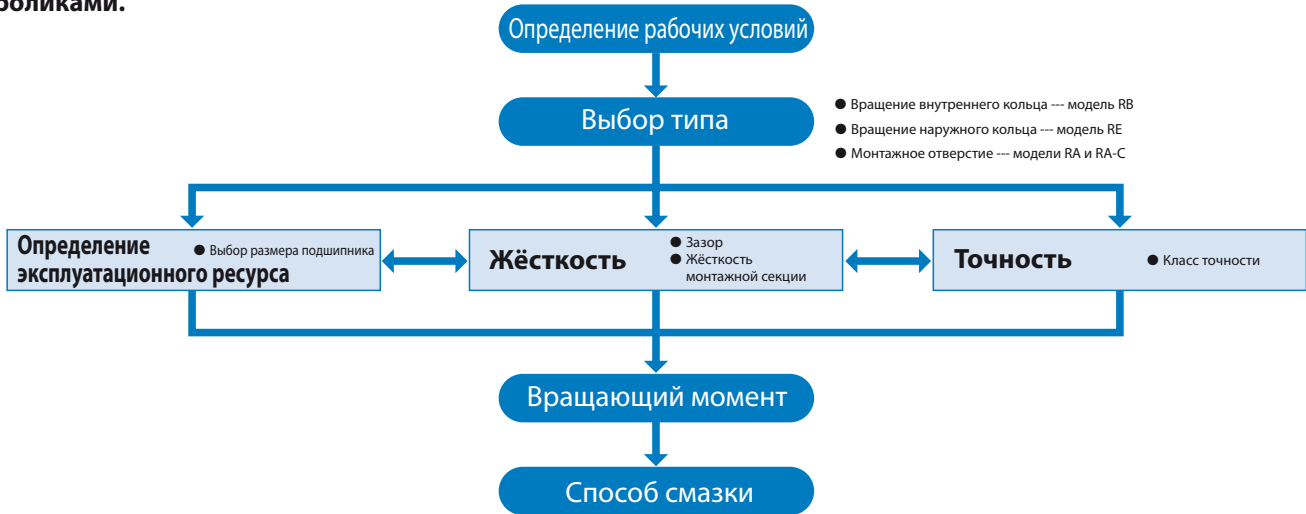 роликами.
Определение рабочих условий
Выбор типа
● Вращение внутреннего кольца --- модель RB
● Вращение наружного кольца --- модель RE
● Монтажное отверстие --- модели RA и RA-C
Определение
эксплуатационного ресурса
● Выбор размера подшипника
Жёсткость
● Зазор
● Жёсткость
монтажной секции
Точность
● Класс точности
Вращающий момент
Способ смазки